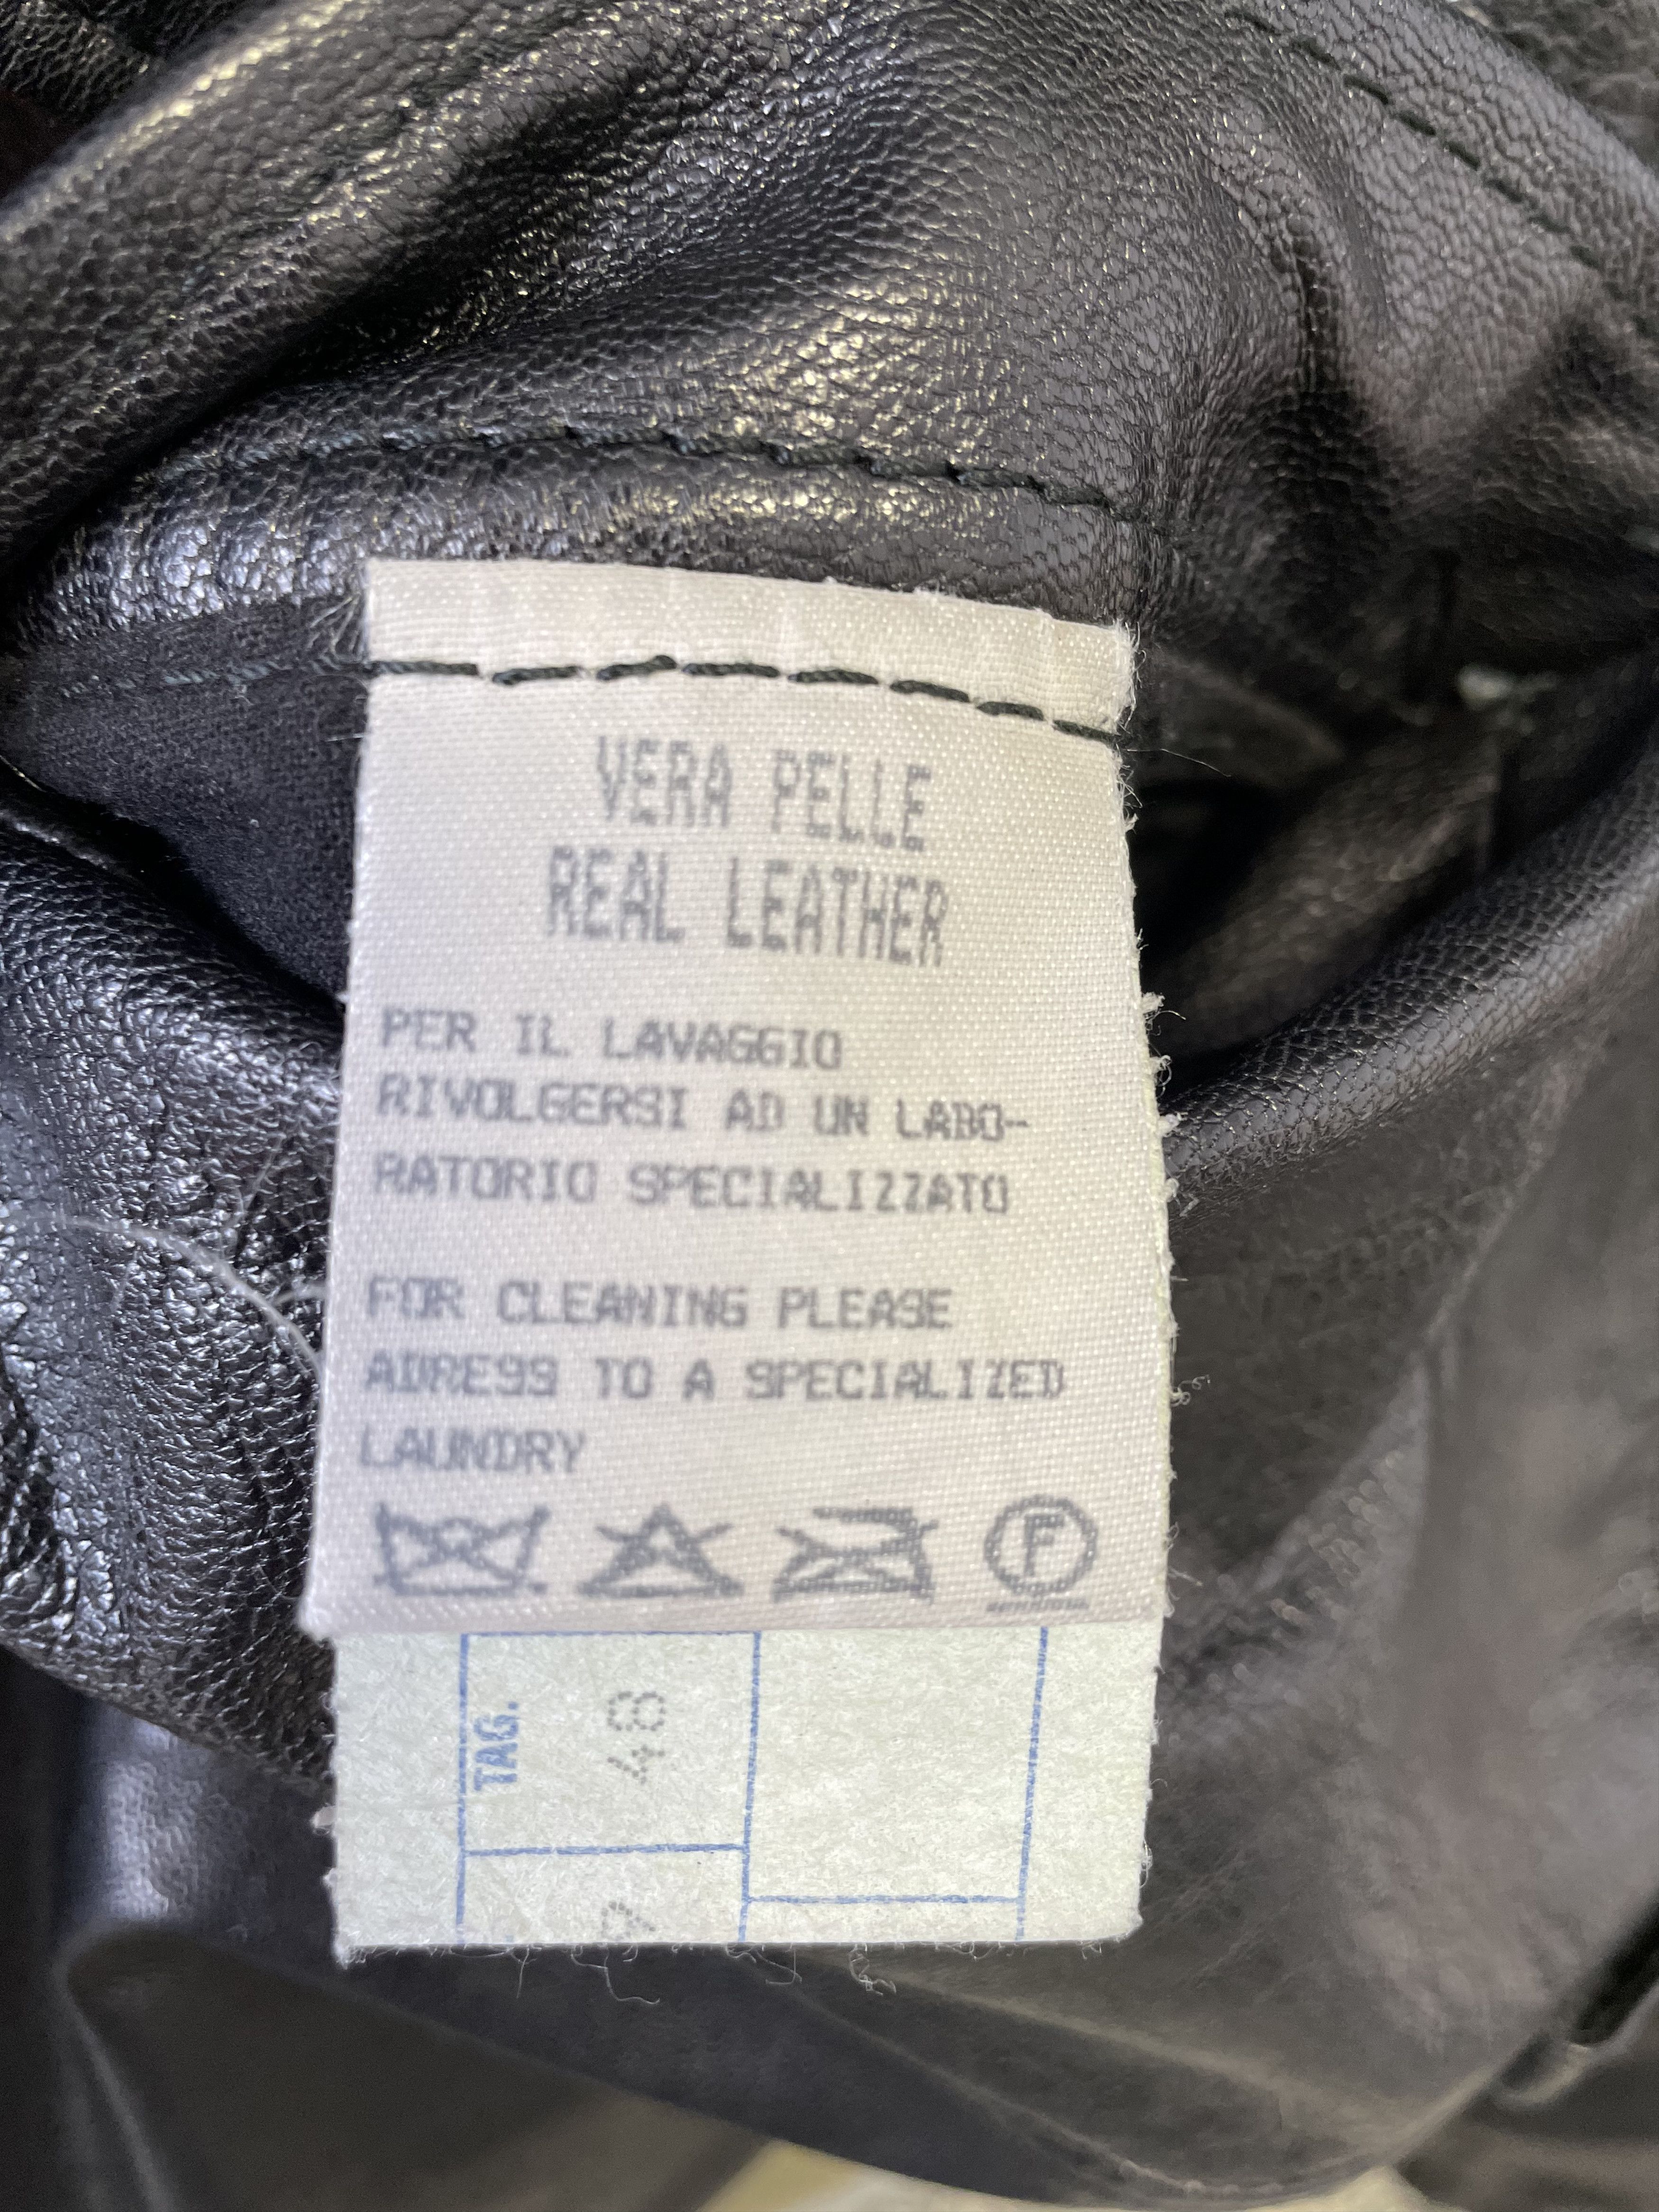 VERA PELLE
REAL LEATHER
PER IL LAVAGGIO
RIVOLGERSI AD UN LABO-
RATORIO SPECIALIZZATO
FOR CLEANING PLEASE
ADRESS TO A SPECIALIZED
LAUNDRY
F
TAG.
48